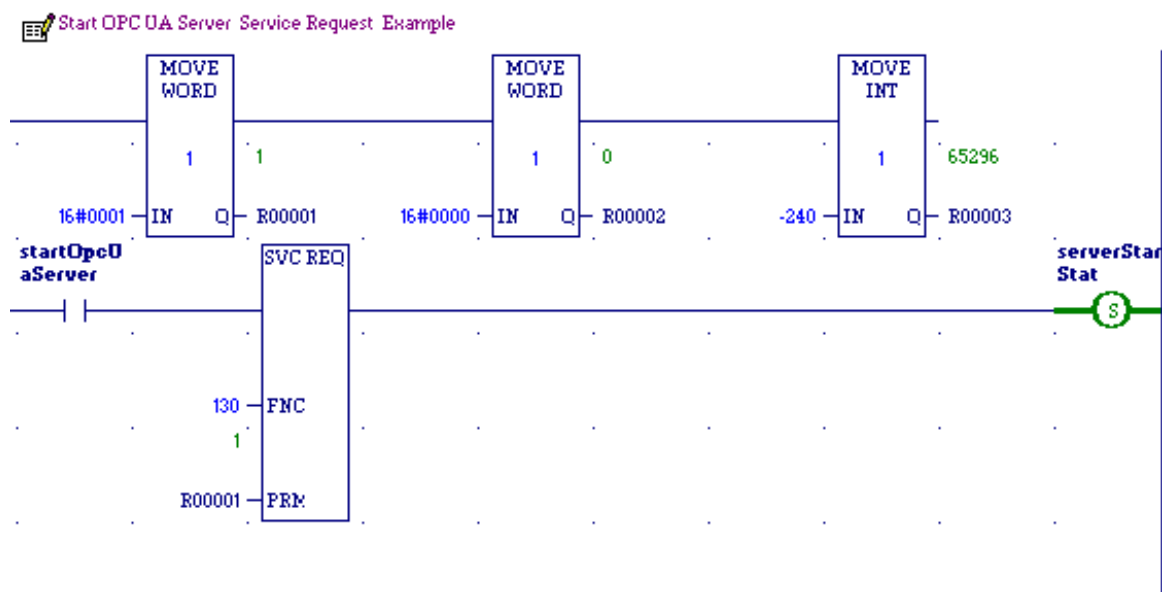 Start OPC UA Server Service Request Example
MOVE WORD MOVE WORD MOVE INT
1 1 1 0 1 65296
16#0001 IN Q R00001 16#0000 IN Q R00002 -240 IN Q R00003
startOpcU
aServer
SVC REQ
serverStar
Stat
S
130 FNC
1
R00001 PRM